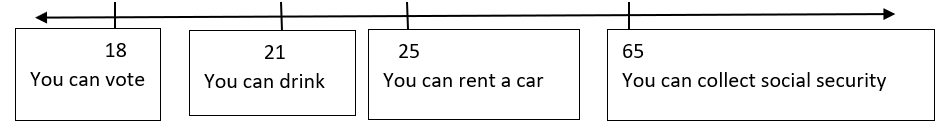 18
You can vote
21
You can drink
25
You can rent a car
65
You can collect social security